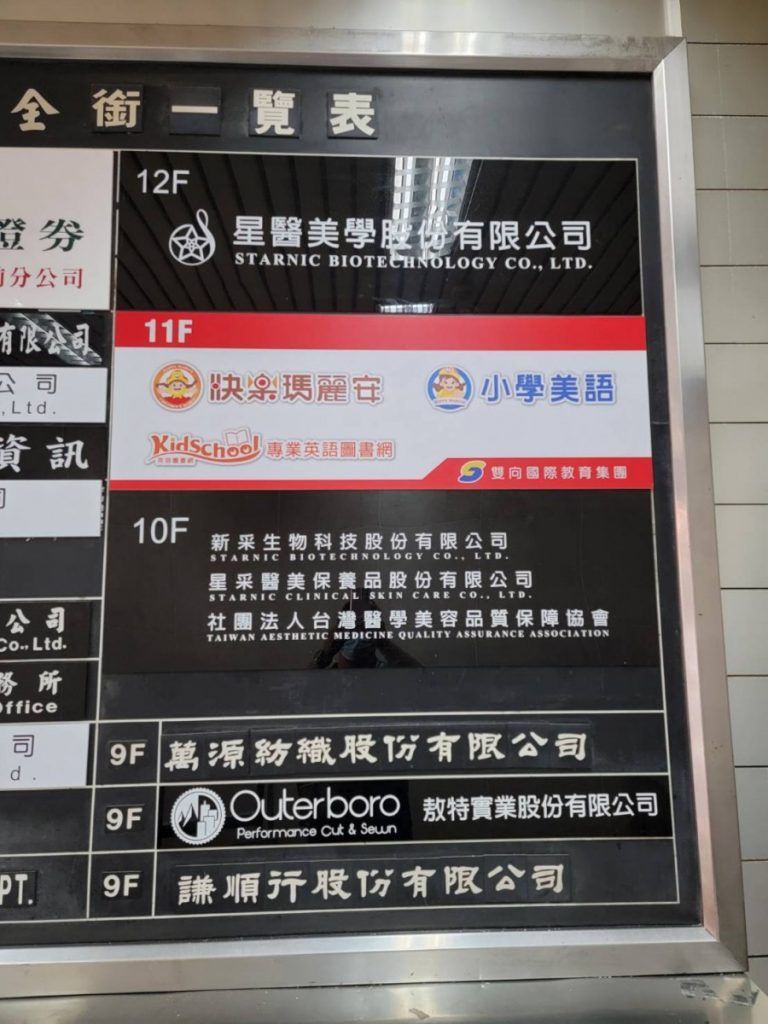 全銜一覽表
證券
分公司
有限公司
公司
,Ltd.
資訊
司
公司
Co.,Ltd.
務所
Office
司
d.
PT.
12F
星醫美學股份有限公司
STARNIC BIOTECHNOLOGY CO., LTD.
11F
快樂瑪麗安
小學美語
KidSchool 專業英語圖書網
雙向國際教育集團
10F
新采生物科技股份有限公司
STARNIC BIOTECHNOLOGY CO., LTD.
星采醫美保養品股份有限公司
STARNIC CLINICAL SKIN CARE CO., LTD.
社團法人台灣醫學美容品質保障協會
TAIWAN AESTHETIC MEDICINE QUALITY ASSURANCE ASSOCIATION
9F 萬源紡織股份有限公司
9F Outerboro 敖特實業股份有限公司
Performance Cut & Sewn
9F 謙順行股份有限公司